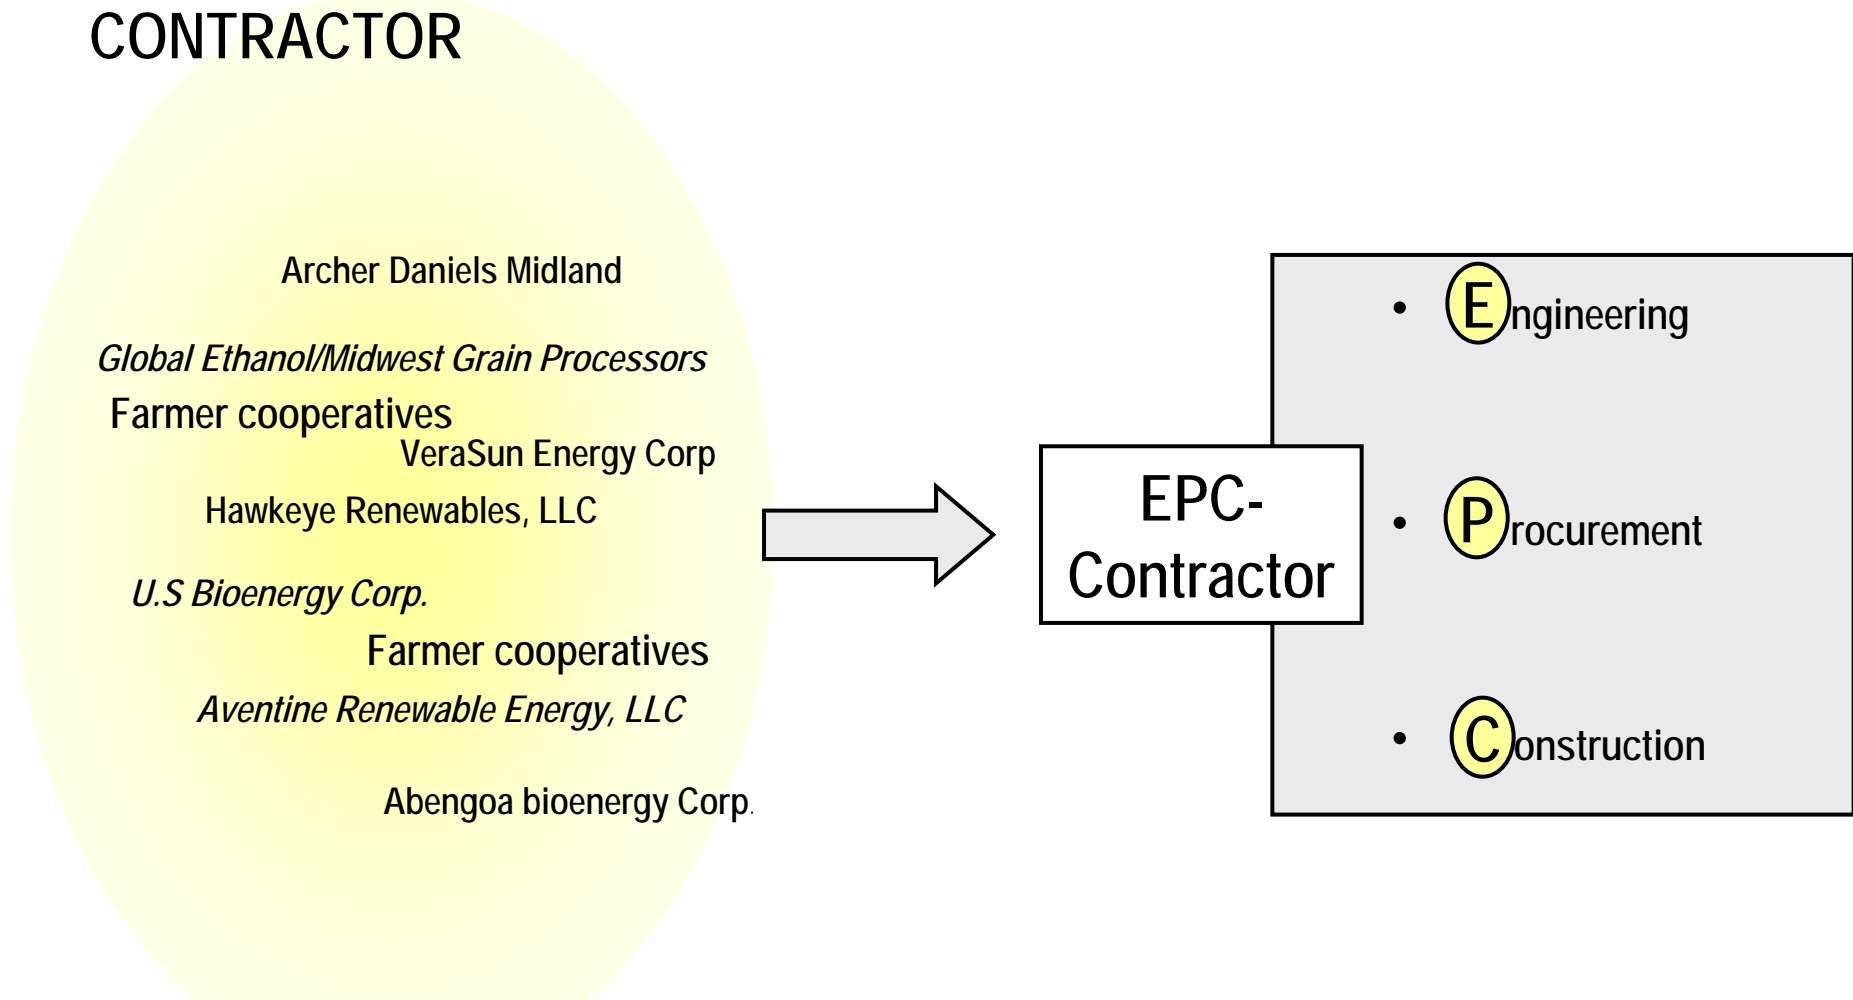 CONTRACTOR
Archer Daniels Midland
Global Ethanol/Midwest Grain Processors
Farmer cooperatives
VeraSun Energy Corp
Hawkeye Renewables, LLC
U.S Bioenergy Corp.
Farmer cooperatives
Aventine Renewable Energy, LLC
Abengoa bioenergy Corp.
EPC-
Contractor
• Engineering
• Procurement
• Construction